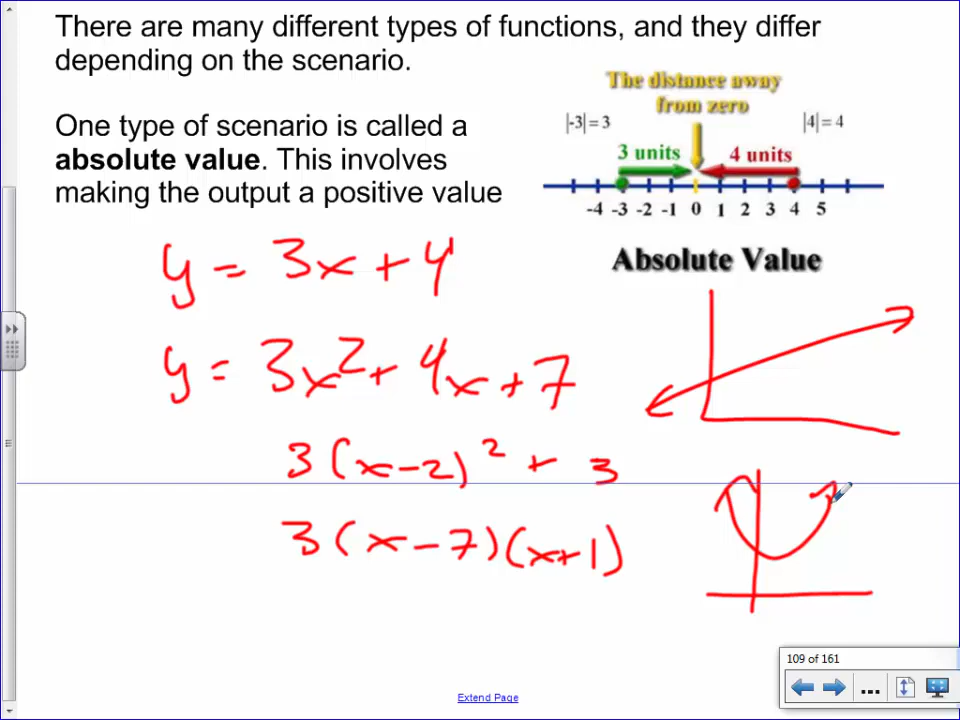 There are many different types of functions, and they differ
depending on the scenario.
One type of scenario is called a
absolute value. This involves
making the output a positive value
The distance away
from zero
|-3|=3
|4|=4
3 units
4 units
-4 -3 -2 -1 0 1 2 3 4 5
Absolute Value
y = 3x + 4
y = 3x² + 4x + 7
3(x-2)² + 3
3(x-7)(x+1)
109 of 161
...
Extend Page